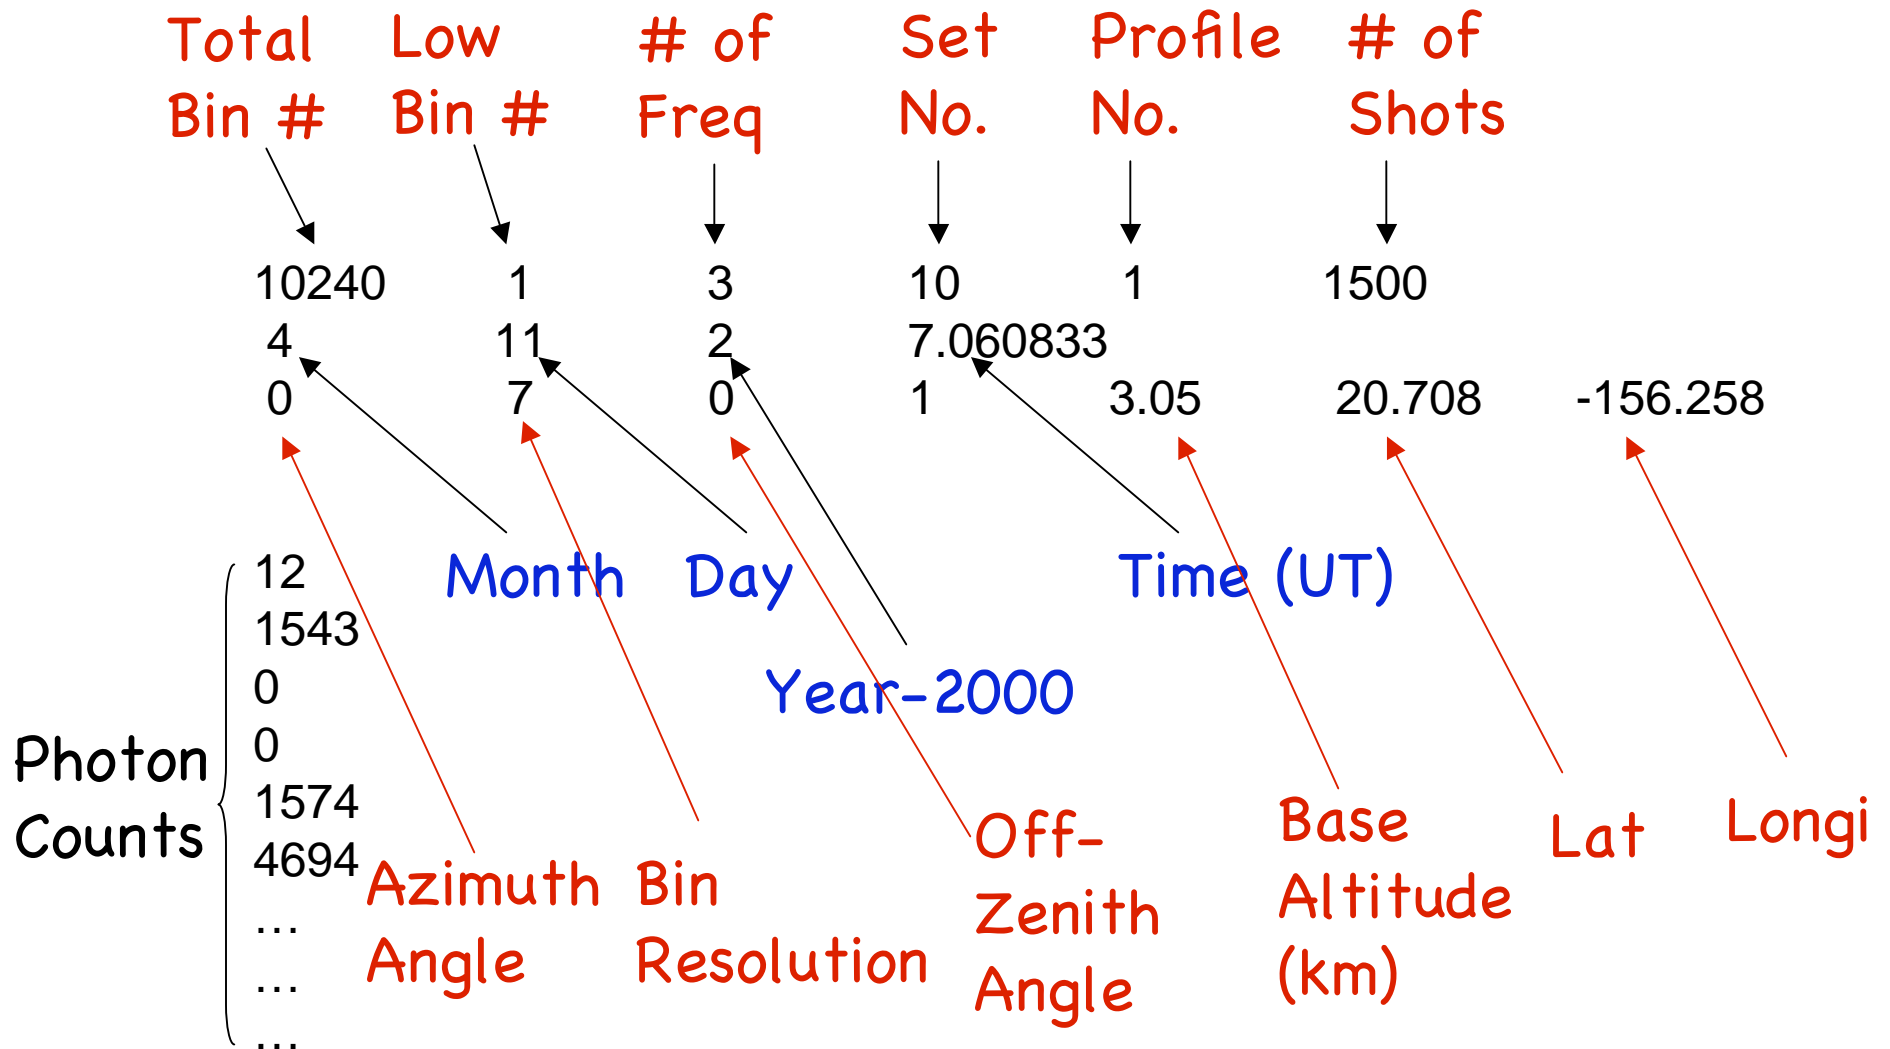 Total Low # of Set Profile # of
Bin # Bin # Freq No. No. Shots
10240 1 3 10 1 1500
4 11 2 7.060833
0 7 0 1 3.05 20.708 -156.258
Month Day Time (UT)
Year-2000
Photon
Counts
12
1543
0
0
1574
4694
...
...
...
Azimuth
Angle
Bin
Resolution
Off-
Zenith
Angle
Base
Altitude
(km)
Lat
Longi